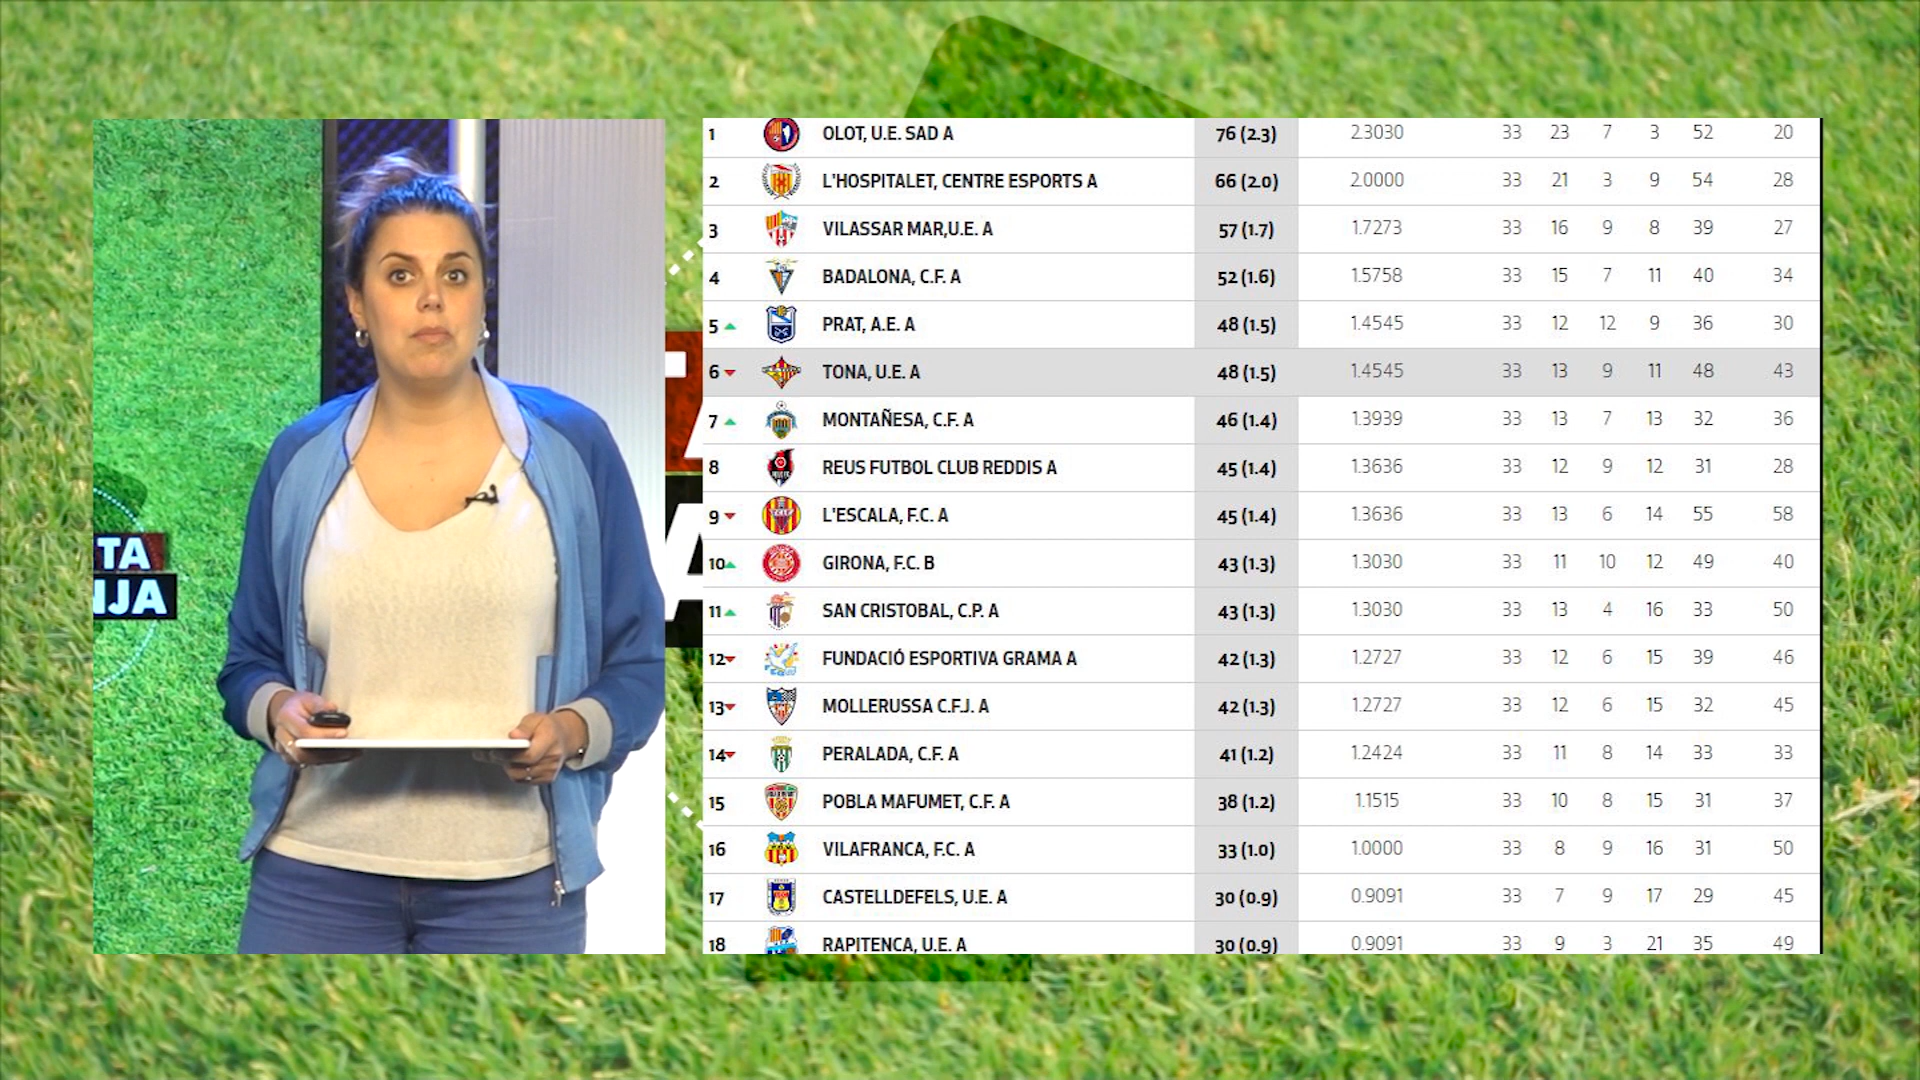 TA
NJA
1 OLOT, U.E. SAD A 76 (2.3) 2.3030 33 23 7 3 52 20
2 L'HOSPITALET, CENTRE ESPORTS A 66 (2.0) 2.0000 33 21 3 9 54 28
3 VILASSAR MAR,U.E. A 57 (1.7) 1.7273 33 16 9 8 39 27
4 BADALONA, C.F. A 52 (1.6) 1.5758 33 15 7 11 40 34
5 PRAT, A.E. A 48 (1.5) 1.4545 33 12 12 9 36 30
6 TONA, U.E. A 48 (1.5) 1.4545 33 13 9 11 48 43
7 MONTAÑESA, C.F. A 46 (1.4) 1.3939 33 13 7 13 32 36
8 REUS FUTBOL CLUB REDDIS A 45 (1.4) 1.3636 33 12 9 12 31 28
9 L'ESCALA, F.C. A 45 (1.4) 1.3636 33 13 6 14 55 58
10 GIRONA, F.C. B 43 (1.3) 1.3030 33 11 10 12 49 40
11 SAN CRISTOBAL, C.P. A 43 (1.3) 1.3030 33 13 4 16 33 50
12 FUNDACIÓ ESPORTIVA GRAMA A 42 (1.3) 1.2727 33 12 6 15 39 46
13 MOLLERUSSA C.F.J. A 42 (1.3) 1.2727 33 12 6 15 32 45
14 PERALADA, C.F. A 41 (1.2) 1.2424 33 11 8 14 33 33
15 POBLA MAFUMET, C.F. A 38 (1.2) 1.1515 33 10 8 15 31 37
16 VILAFRANCA, F.C. A 33 (1.0) 1.0000 33 8 9 16 31 50
17 CASTELLDEFELS, U.E. A 30 (0.9) 0.9091 33 7 9 17 29 45
18 RAPITENCA, U.E. A 30 (0.9) 0.9091 33 9 3 21 35 49